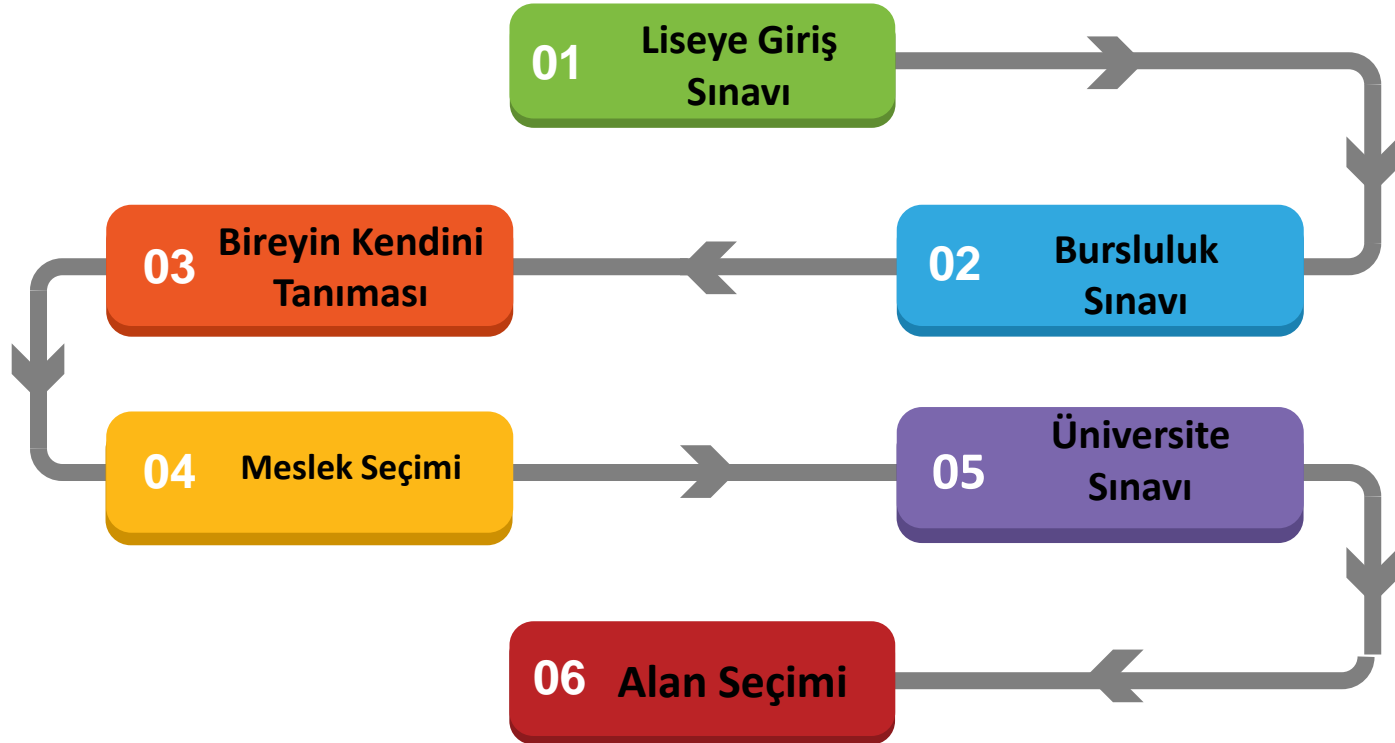 01
Liseye Giriş
Sınavı
02
Bursluluk
Sınavı
03
Bireyin Kendini
Tanıması
04
Meslek Seçimi
05
Üniversite
Sınavı
06
Alan Seçimi